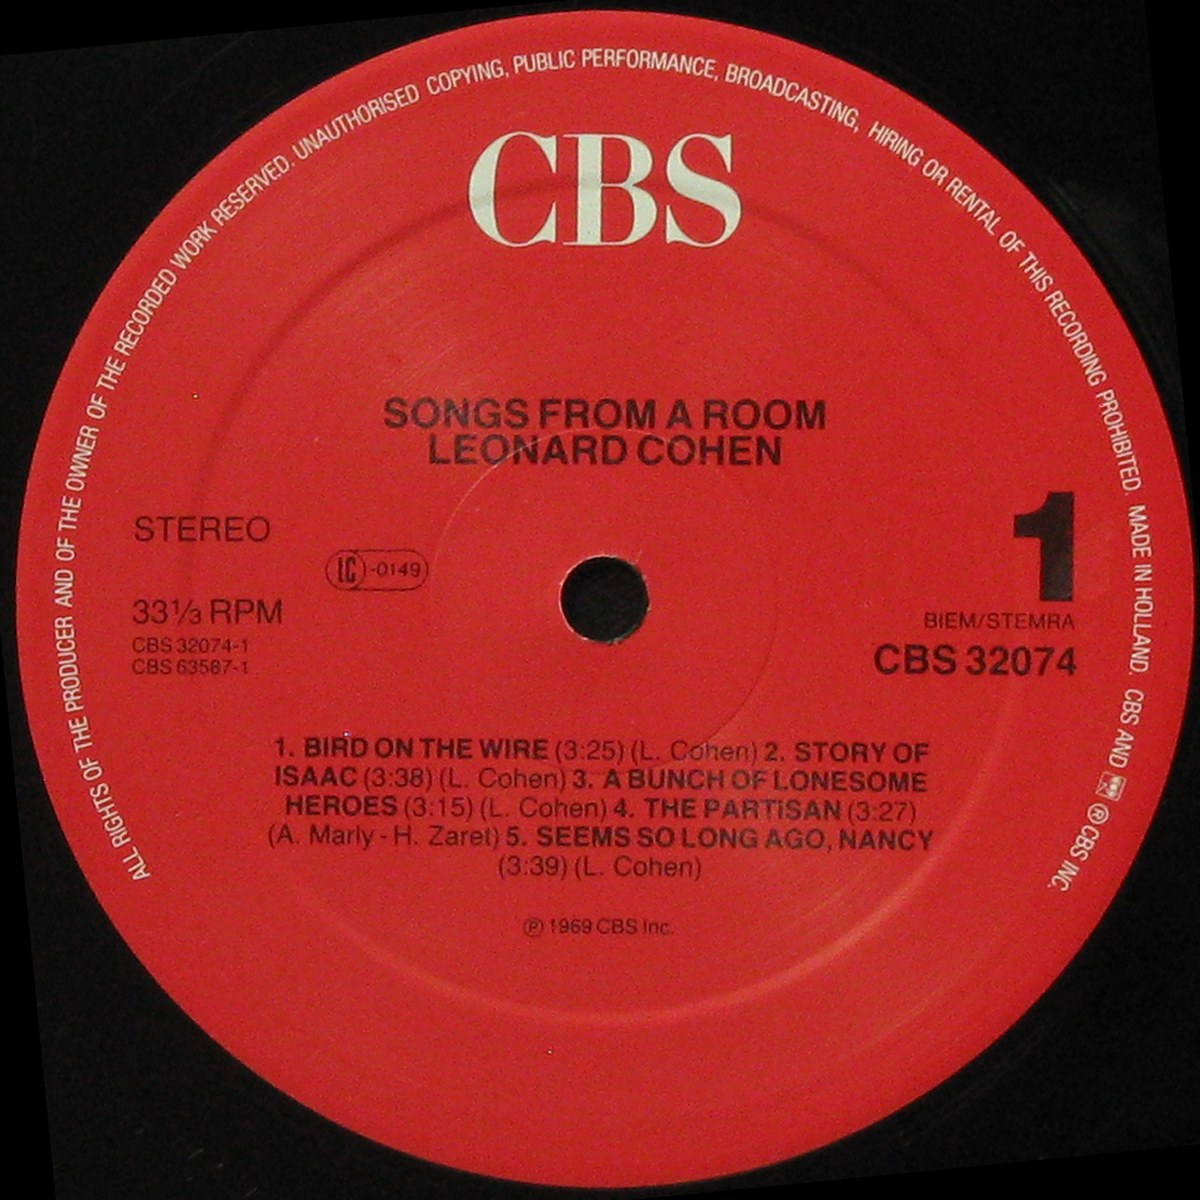 ALL RIGHTS OF THE PRODUCER AND OF THE OWNER OF THE RECORDED WORK RESERVED. UNAUTHORISED COPYING, PUBLIC PERFORMANCE, BROADCASTING, HIRING OR RENTAL OF THIS RECORDING PROHIBITED. MADE IN HOLLAND. CBS AND ® CBS INC.
CBS
SONGS FROM A ROOM
LEONARD COHEN
STEREO
LC-0149
33⅓ RPM
CBS 32074-1
CBS 63587-1
1
BIEM/STEMRA
CBS 32074
1. BIRD ON THE WIRE (3:25) (L. Cohen) 2. STORY OF
ISAAC (3:38) (L. Cohen) 3. A BUNCH OF LONESOME
HEROES (3:15) (L. Cohen) 4. THE PARTISAN (3:27)
(A. Marly - H. Zaret) 5. SEEMS SO LONG AGO, NANCY
(3:39) (L. Cohen)
℗ 1969 CBS Inc.